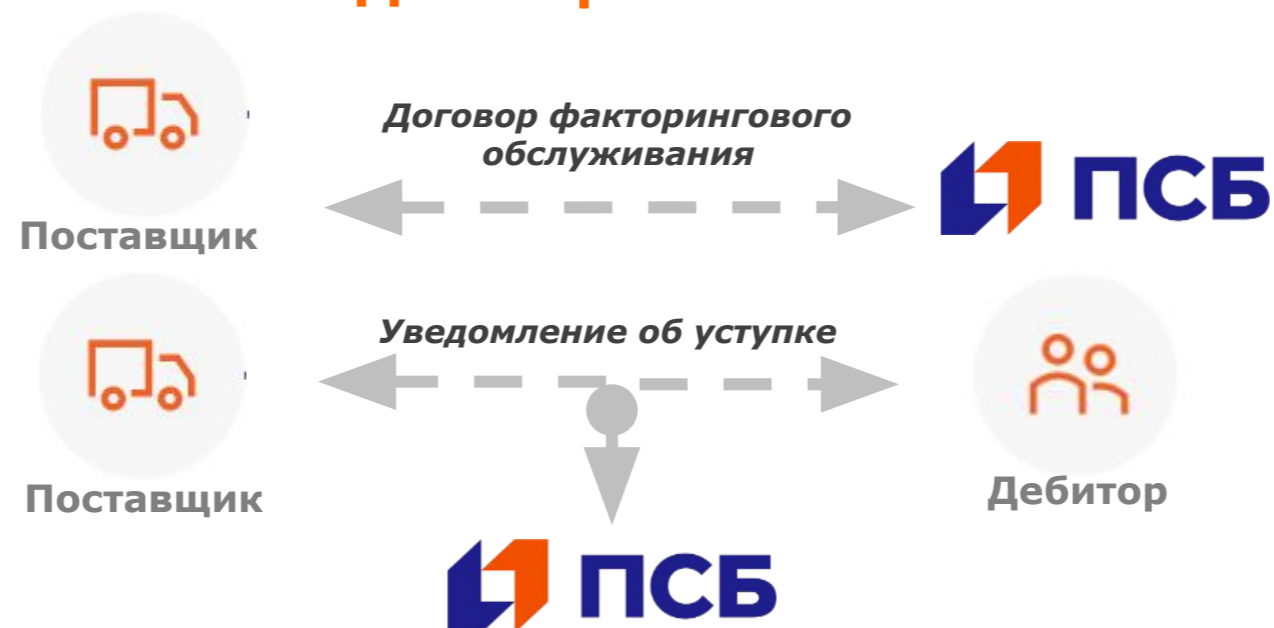 Договор факторингового
обслуживания
ПСБ
Поставщик
Уведомление об уступке
Поставщик
Дебитор
ПСБ